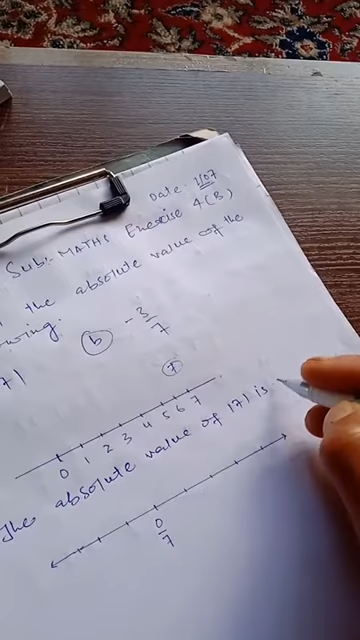 Date: 1/07
Sub:- MATHS Exercise 4(B)
the absolute value of the
(b) -3/7
7)
(7)
0 1 2 3 4 5 6 7
The absolute value of |7| is
0/7